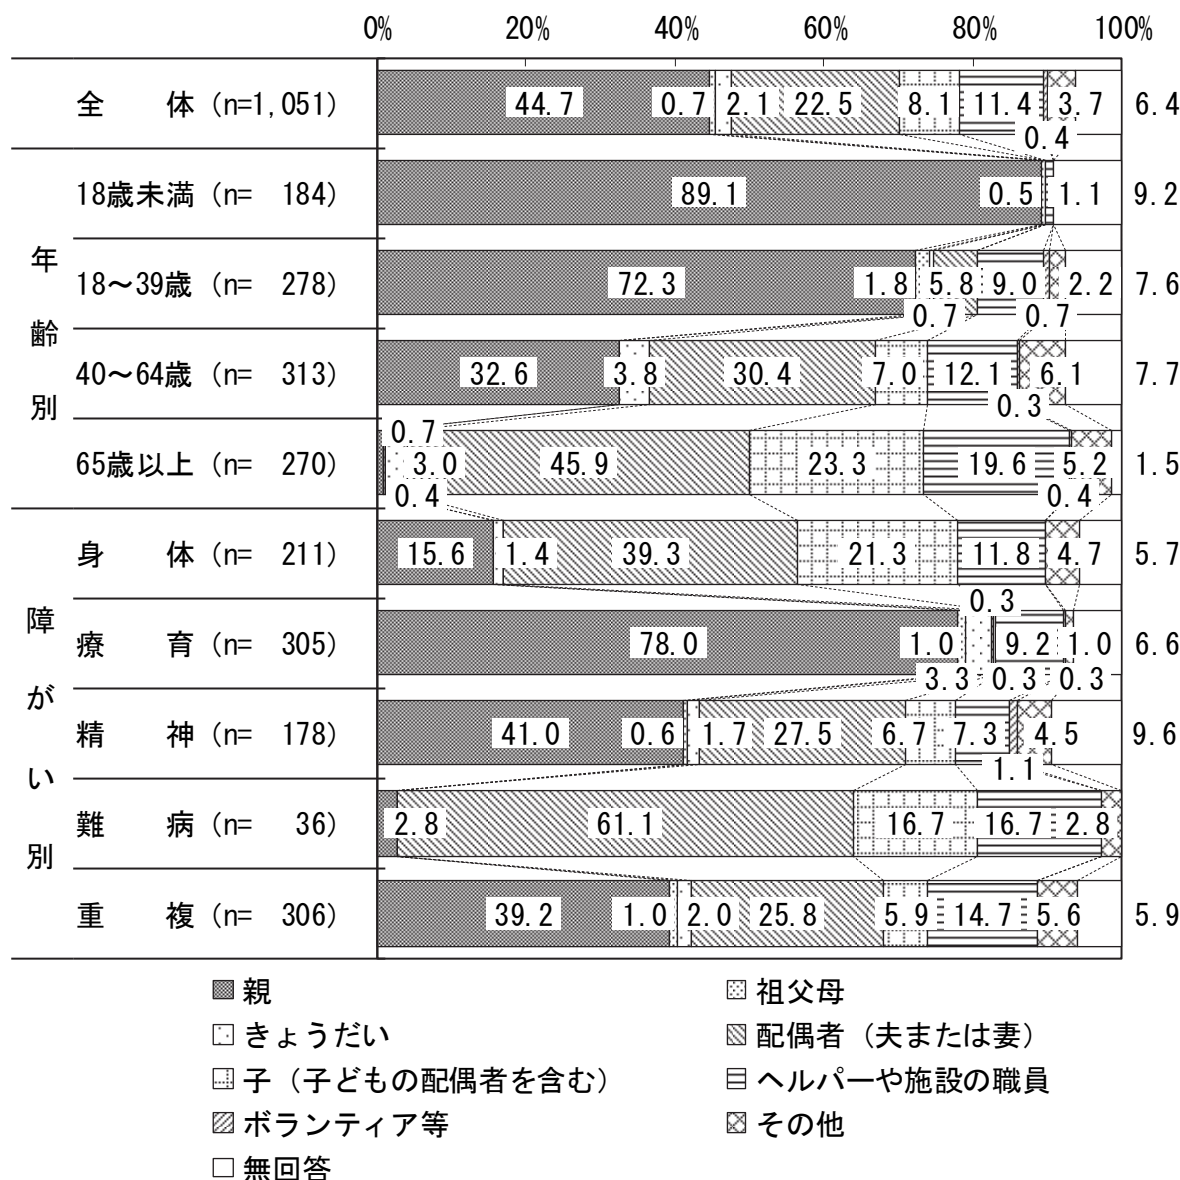 0% 20% 40% 60% 80% 100%
全 体 (n=1,051) 44.7 0.7 2.1 22.5 8.1 11.4 3.7 6.4
0.4
18歳未満 (n= 184) 89.1 0.5 1.1 9.2
18～39歳 (n= 278) 72.3 1.8 5.8 9.0 2.2 7.6
0.7 0.7
40～64歳 (n= 313) 32.6 3.8 30.4 7.0 12.1 6.1 7.7
0.3
0.7
65歳以上 (n= 270) 3.0 45.9 23.3 19.6 5.2 1.5
0.4 0.4
年齢別
身 体 (n= 211) 15.6 1.4 39.3 21.3 11.8 4.7 5.7
0.3
療 育 (n= 305) 78.0 1.0 9.2 1.0 6.6
3.3 0.3 0.3
精 神 (n= 178) 41.0 0.6 1.7 27.5 6.7 7.3 4.5 9.6
1.1
難 病 (n= 36) 2.8 61.1 16.7 16.7 2.8
重 複 (n= 306) 39.2 1.0 2.0 25.8 5.9 14.7 5.6 5.9
障がい別
親 祖父母
きょうだい 配偶者（夫または妻）
子（子どもの配偶者を含む） ヘルパーや施設の職員
ボランティア等 その他
無回答